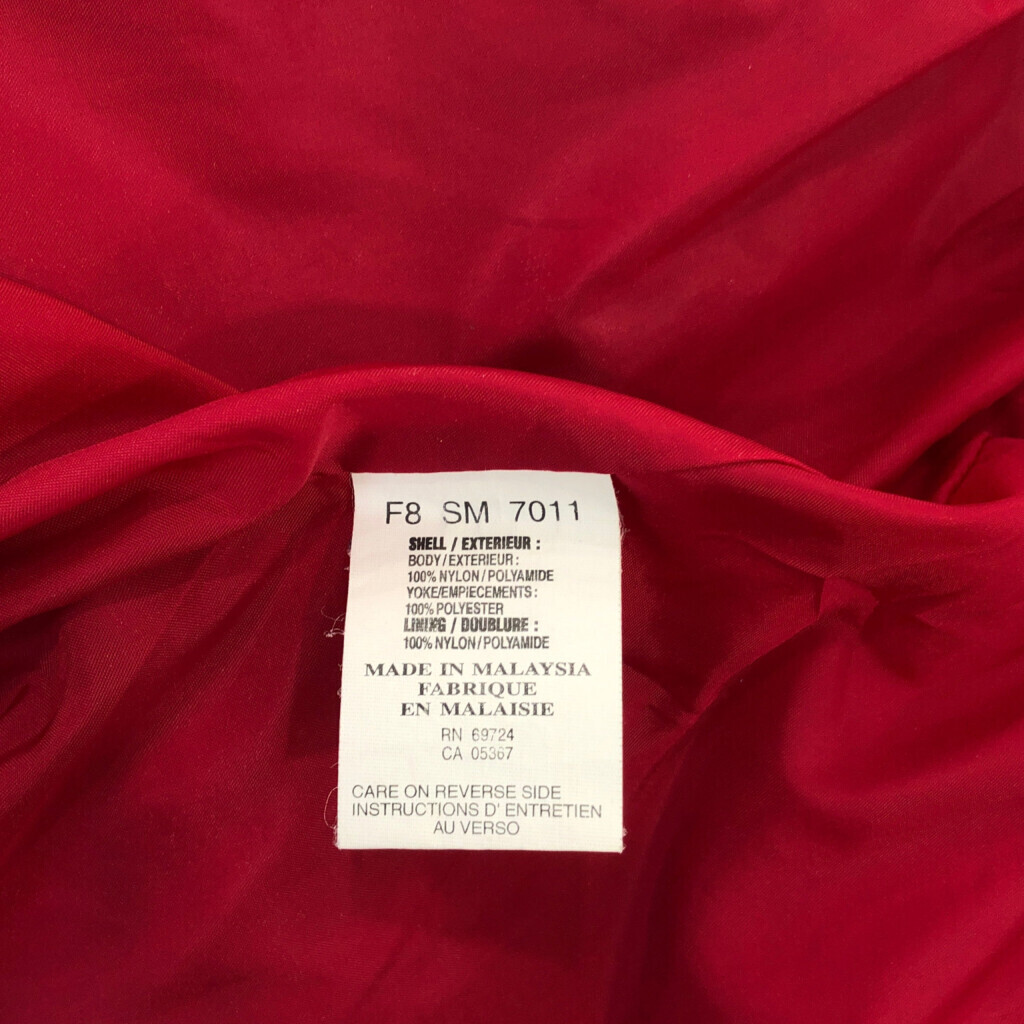 F8 SM 7011
SHELL / EXTERIEUR :
BODY/EXTERIEUR:
100% NYLON/POLYAMIDE
YOKE/EMPIECEMENTS:
100% POLYESTER
LINING / DOUBLURE :
100% NYLON/POLYAMIDE
MADE IN MALAYSIA
FABRIQUE
EN MALAISIE
RN 69724
CA 05367
CARE ON REVERSE SIDE
INSTRUCTIONS D' ENTRETIEN
AU VERSO